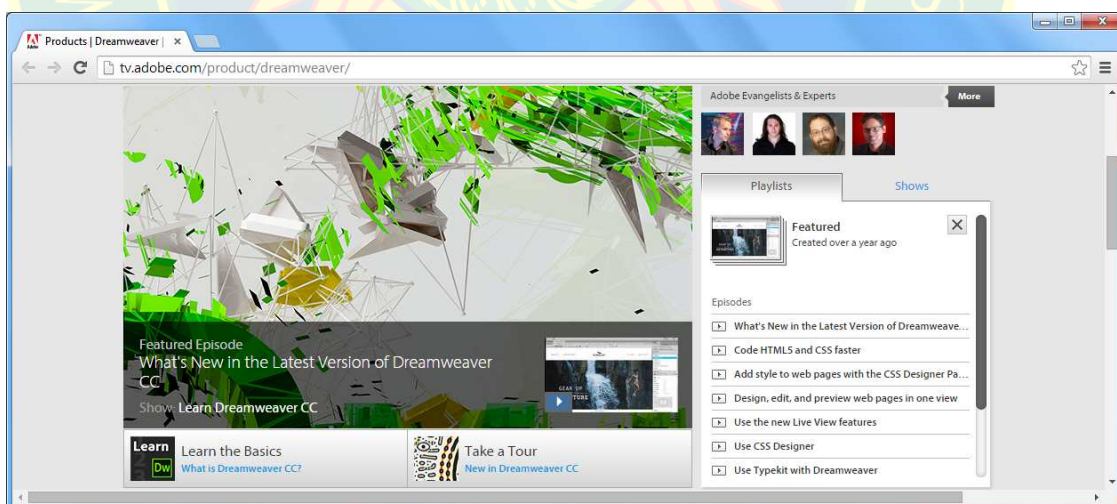 Adobe
Products | Dreamweaver |
tv.adobe.com/product/dreamweaver/
Adobe Evangelists & Experts
More
Featured Episode
What's New in the Latest Version of Dreamweaver
CC
Show: Learn Dreamweaver CC
Learn
Dw
Learn the Basics
What is Dreamweaver CC?
Take a Tour
New in Dreamweaver CC
Playlists
Shows
Featured
Created over a year ago
Episodes
What's New in the Latest Version of Dreamweave...
Code HTML5 and CSS faster
Add style to web pages with the CSS Designer Pa...
Design, edit, and preview web pages in one view
Use the new Live View features
Use CSS Designer
Use Typekit with Dreamweaver